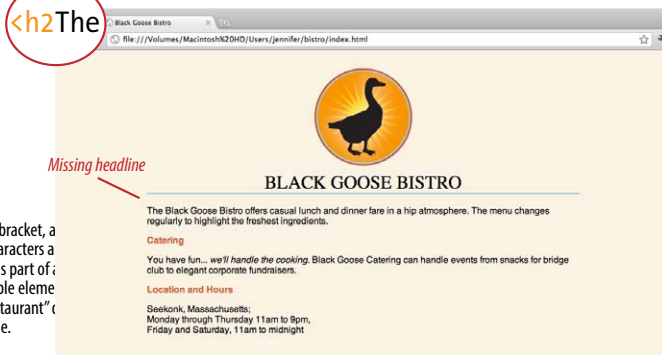 <h2The
Black Goose Bistro
file:///Volumes/Macintosh%20HD/Users/jennifer/bistro/index.html
Missing headline
BLACK GOOSE BISTRO
The Black Goose Bistro offers casual lunch and dinner fare in a hip atmosphere. The menu changes
regularly to highlight the freshest ingredients.
Catering
You have fun... we'll handle the cooking. Black Goose Catering can handle events from snacks for bridge
club to elegant corporate fundraisers.
Location and Hours
Seekonk, Massachusetts;
Monday through Thursday 11am to 9pm,
Friday and Saturday, 11am to midnight
bracket, a
aracters a
s part of a
ble eleme
taurant"
e.